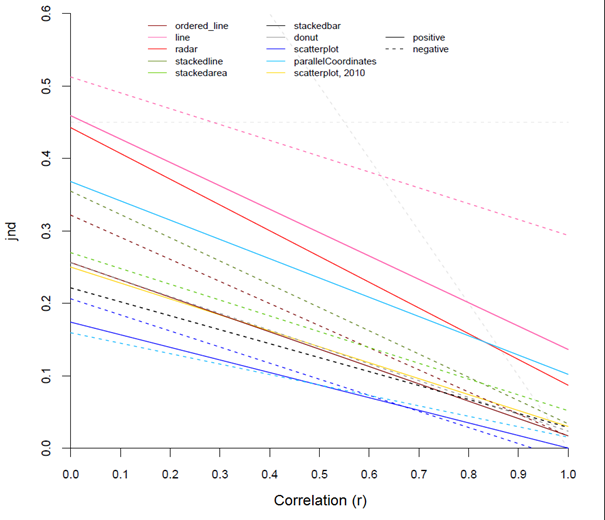 ordered_line
line
radar
stackedline
stackedarea
stackedbar
donut
scatterplot
parallelCoordinates
scatterplot, 2010
positive
negative
jnd
0.6
0.5
0.4
0.3
0.2
0.1
0.0
0.0 0.1 0.2 0.3 0.4 0.5 0.6 0.7 0.8 0.9 1.0
Correlation (r)